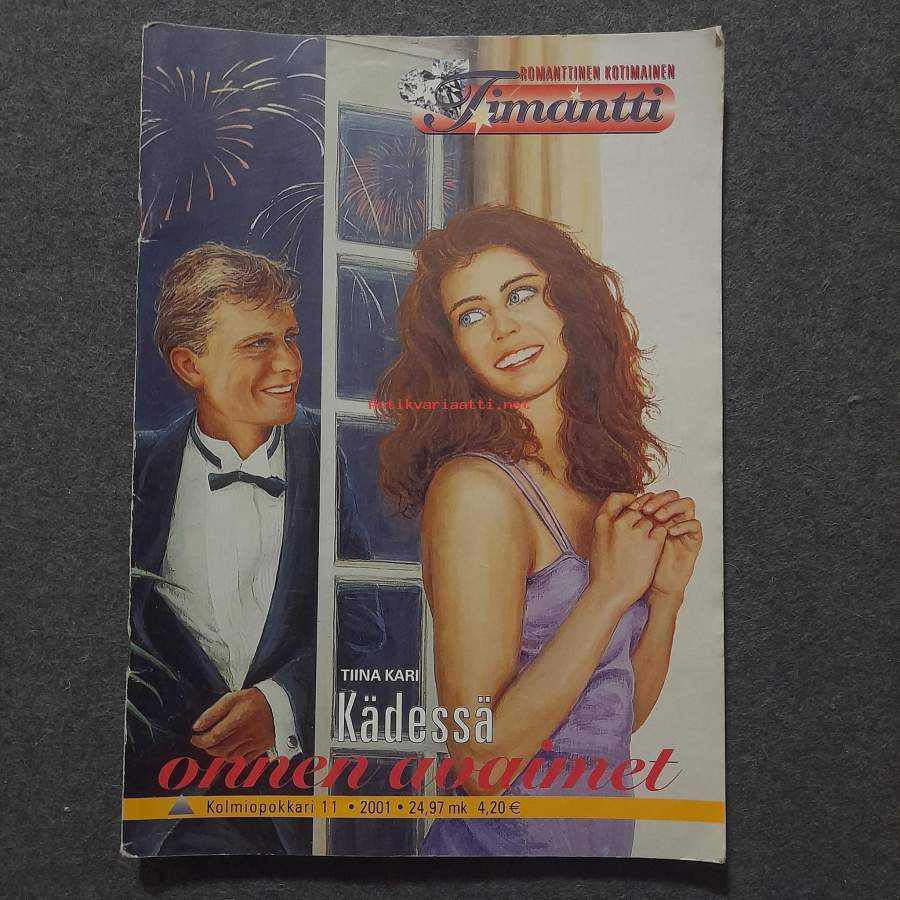 ROMANTTINEN KOTIMAINEN
Timantti
Antikvariaatti.net
TIINA KARI
Kädessä
onnen avaimet
Kolmiopokkari 11 • 2001 • 24,97 mk 4,20 €